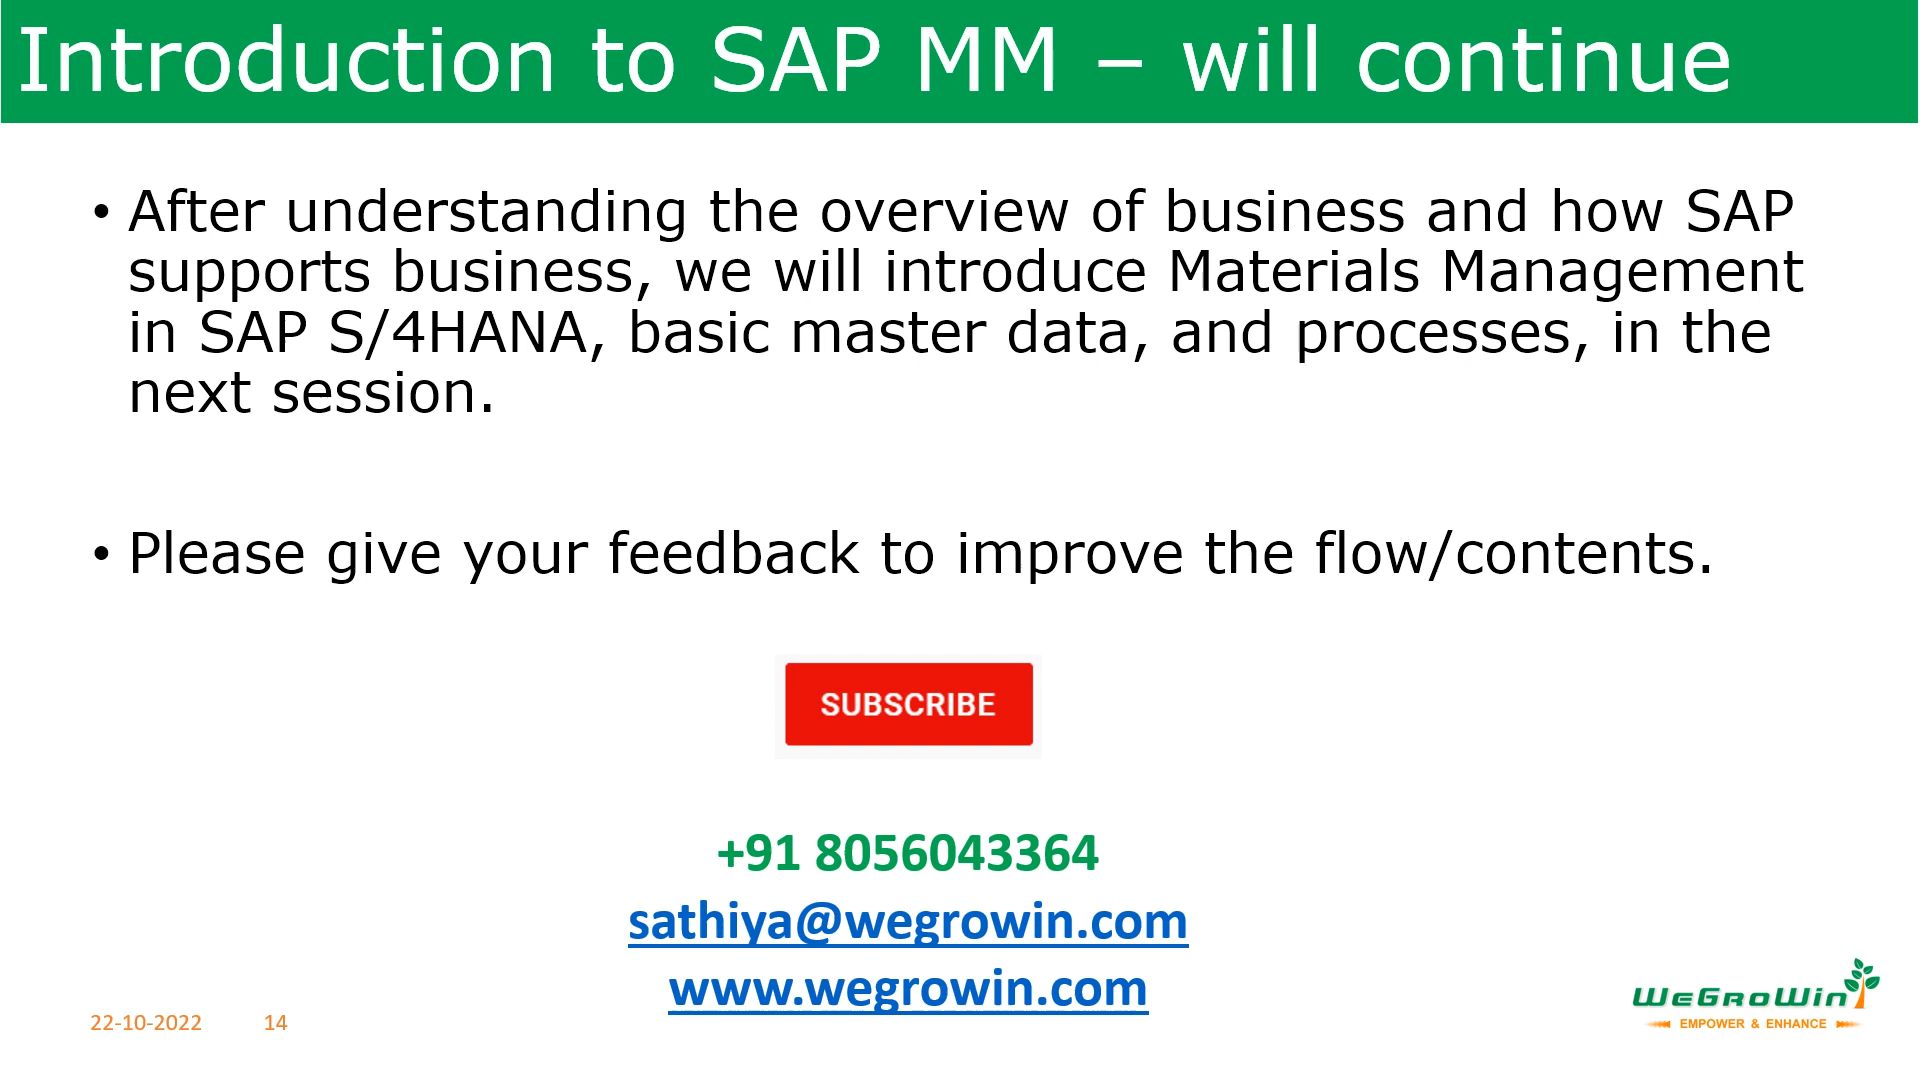 Introduction to SAP MM – will continue
• After understanding the overview of business and how SAP
supports business, we will introduce Materials Management
in SAP S/4HANA, basic master data, and processes, in the
next session.
• Please give your feedback to improve the flow/contents.
SUBSCRIBE
+91 8056043364
sathiya@wegrowin.com
www.wegrowin.com
22-10-2022 14
WeGroWin
EMPOWER & ENHANCE